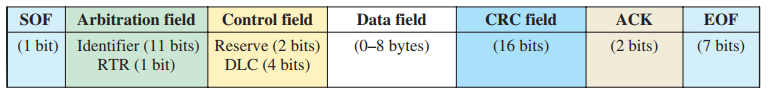 SOF Arbitration field Control field Data field CRC field ACK EOF
(1 bit) Identifier (11 bits) Reserve (2 bits) (0–8 bytes) (16 bits) (2 bits) (7 bits)
RTR (1 bit) DLC (4 bits)